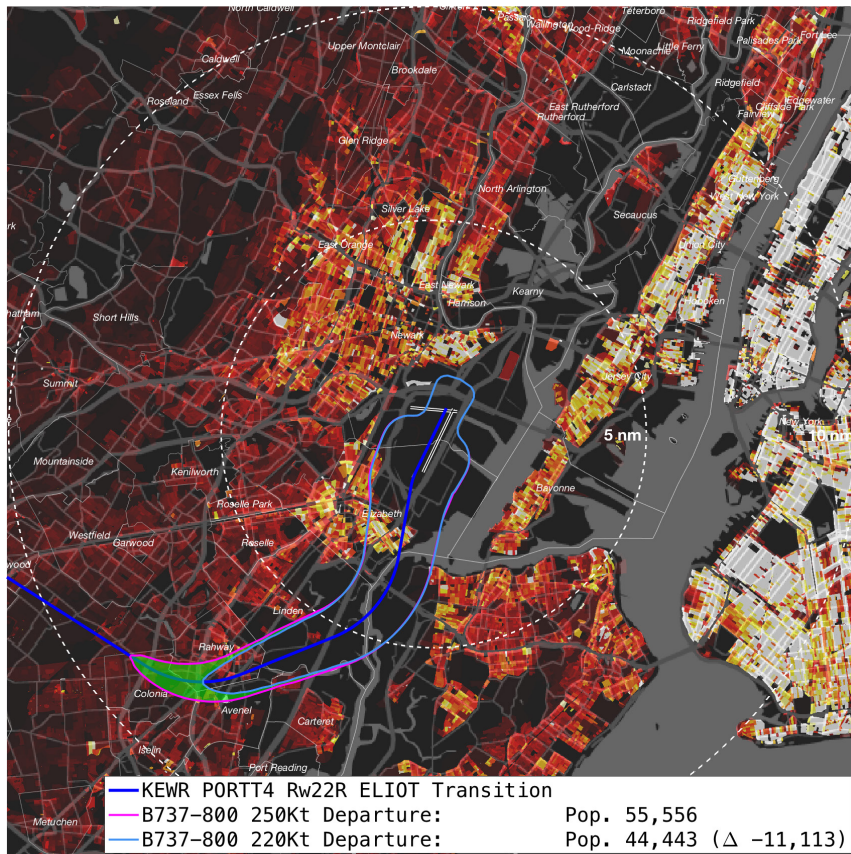 North Caldwell
Passaic
Teterboro
Wallington
Ridgefield Park
Wood-Ridge
Fort Lee
Upper Montclair
Little Ferry
Palisades Park
Moonachie
Caldwell
Brookdale
Ridgefield
Carlstadt
Essex Fells
Roseland
Edgewater
East Rutherford
Cliffside Park
Rutherford
Fairview
Glen Ridge
Guttenberg
North Arlington
West New York
Silver Lake
Secaucus
East Orange
Union City
East Newark
Kearny
Harrison
Hoboken
Short Hills
Newark
Summit
Jersey City
New York
5 nm
10 nm
Mountainside
Kenilworth
Bayonne
Roselle Park
Elizabeth
Westfield
Garwood
Roselle
Linden
Rahway
Colonia
Avenel
Carteret
Iselin
Port Reading
Metuchen
KEWR PORTT4 Rw22R ELIOT Transition
B737-800 250Kt Departure: Pop. 55,556
B737-800 220Kt Departure: Pop. 44,443 (Δ -11,113)